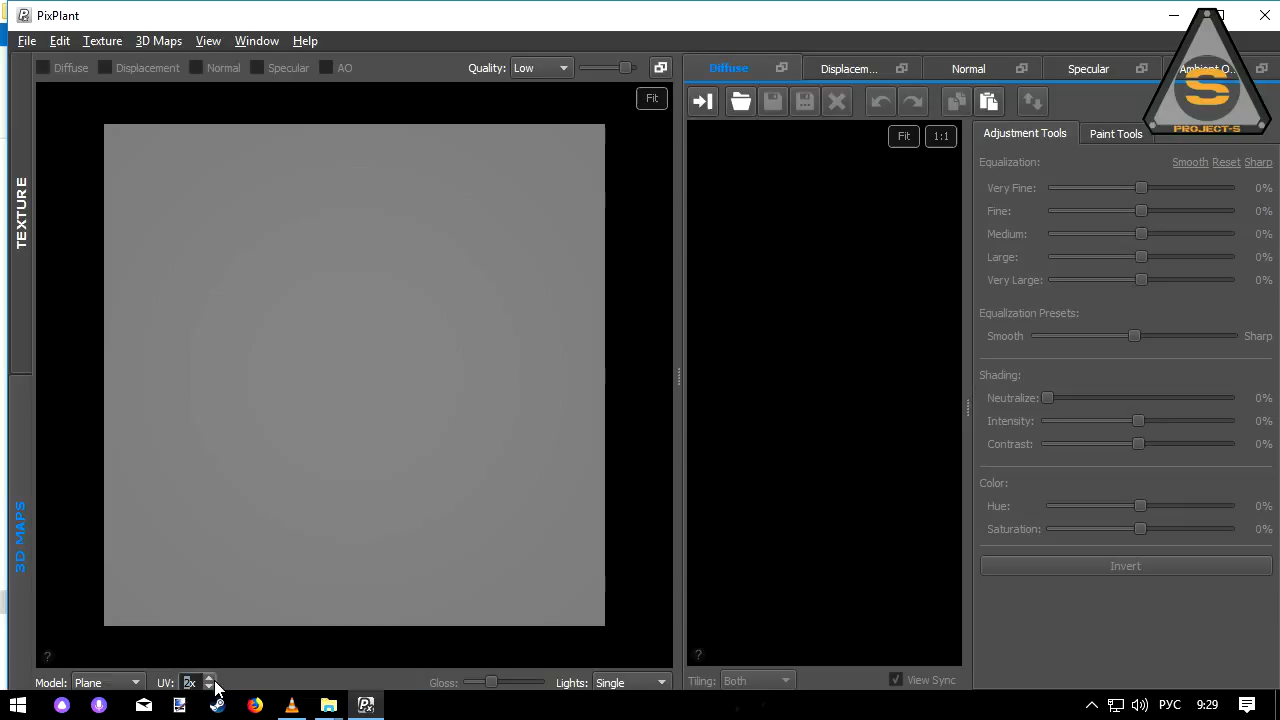 PixPlant
File Edit Texture 3D Maps View Window Help
Diffuse Displacement Normal Specular AO Quality: Low
Diffuse Displacem... Normal Specular Ambient O...
S
PROJECT-S
Fit
Fit 1:1
Adjustment Tools Paint Tools
Equalization: Smooth Reset Sharp
Very Fine: 0%
Fine: 0%
Medium: 0%
Large: 0%
Very Large: 0%
Equalization Presets:
Smooth Sharp
Shading:
Neutralize: 0%
Intensity: 0%
Contrast: 0%
Color:
Hue: 0%
Saturation: 0%
Invert
TEXTURE
3D MAPS
?
?
Model: Plane UV: 2x Gloss: Lights: Single
Tiling: Both View Sync
РУС 9:29